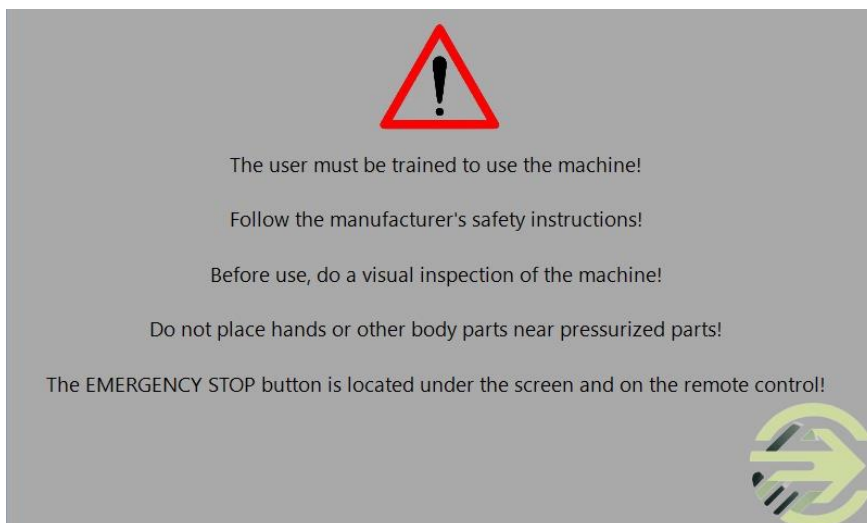 The user must be trained to use the machine!
Follow the manufacturer's safety instructions!
Before use, do a visual inspection of the machine!
Do not place hands or other body parts near pressurized parts!
The EMERGENCY STOP button is located under the screen and on the remote control!